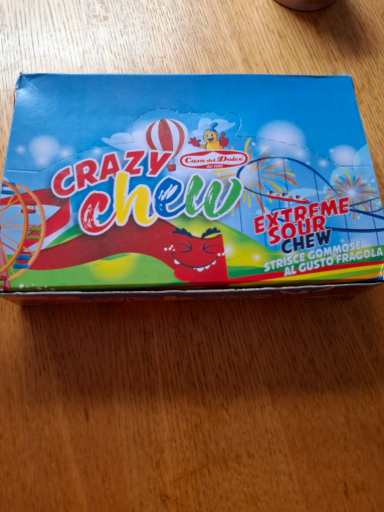 Casa del Dolce
CRAZY
chew
EXTREME
SOUR
CHEW
STRISCE GOMMOSE
AL GUSTO FRAGOLA